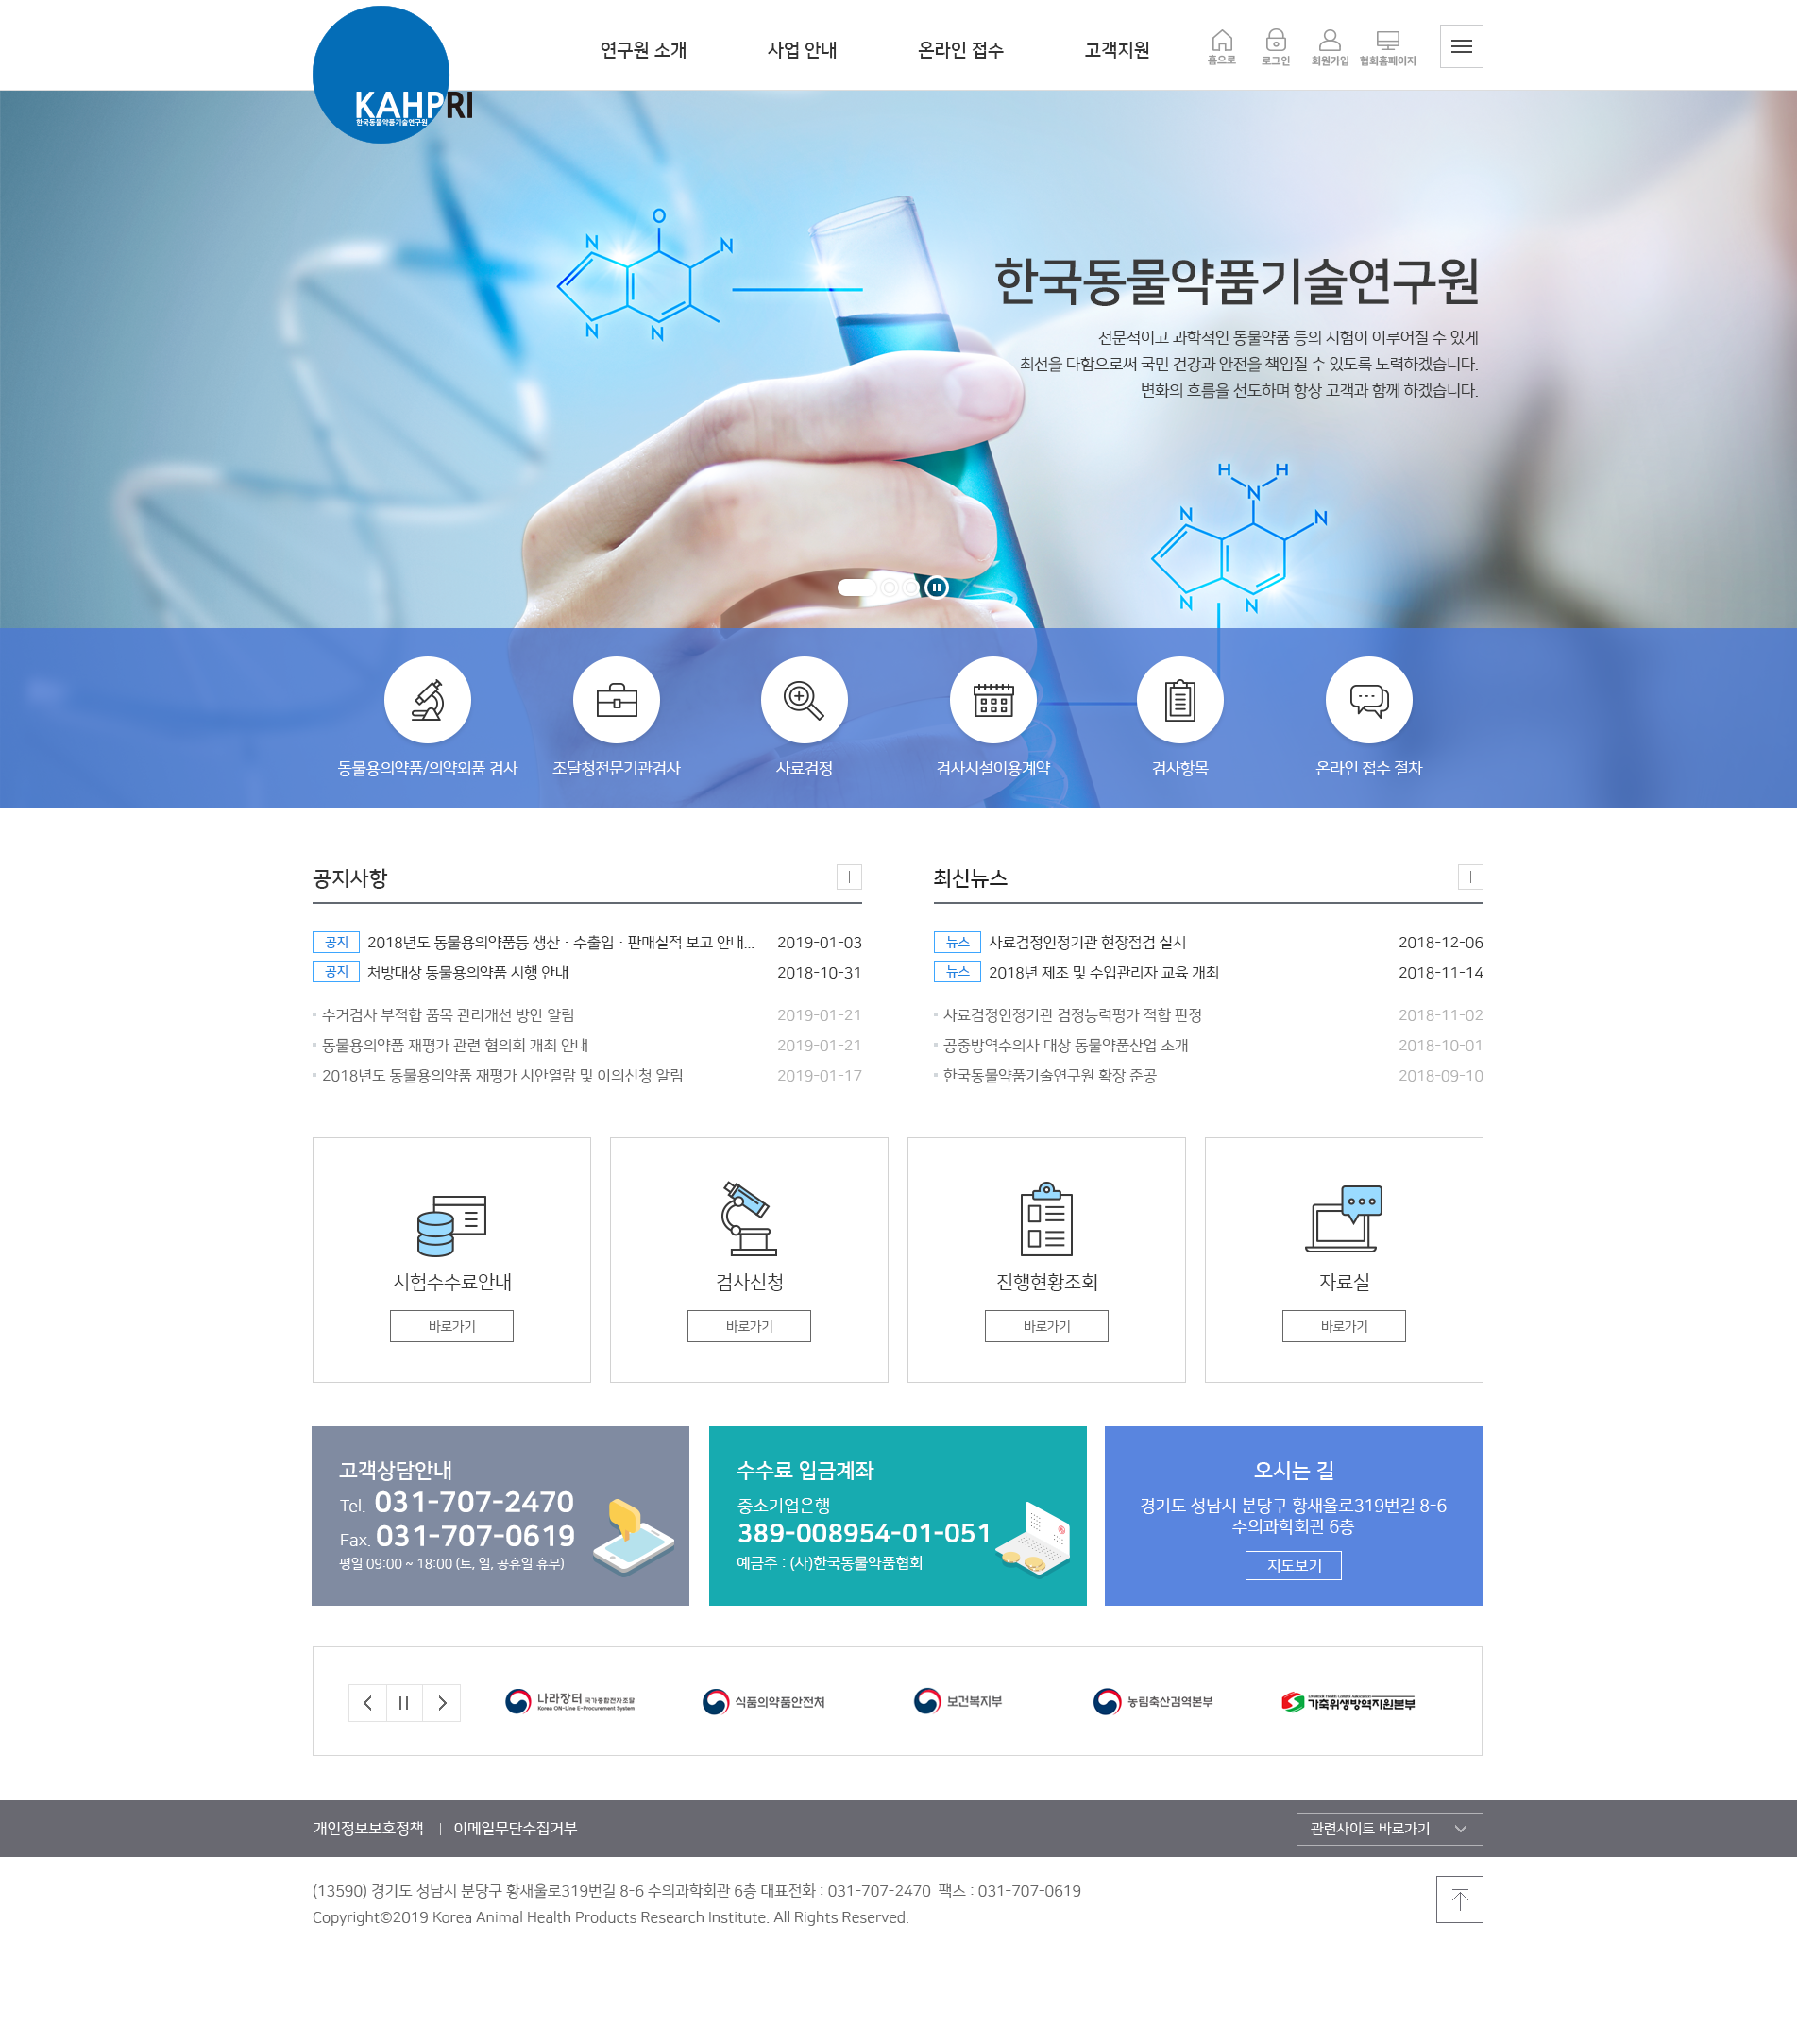 KAHPRI
한국동물약품기술연구원
연구원 소개
사업 안내
온라인 접수
고객지원
홈으로
로그인
회원가입
협회홈페이지
O
N
N
N
N
한국동물약품기술연구원
전문적이고 과학적인 동물약품 등의 시험이 이루어질 수 있게
최선을 다함으로써 국민 건강과 안전을 책임질 수 있도록 노력하겠습니다.
변화의 흐름을 선도하며 항상 고객과 함께 하겠습니다.
H H
N
N
N
N
N
동물용의약품/의약외품 검사
조달청전문기관검사
사료검정
검사시설이용계약
검사항목
온라인 접수 절차
공지사항
공지 2018년도 동물용의약품등 생산 · 수출입 · 판매실적 보고 안내... 2019-01-03
공지 처방대상 동물용의약품 시행 안내 2018-10-31
수거검사 부적합 품목 관리개선 방안 알림 2019-01-21
동물용의약품 재평가 관련 협의회 개최 안내 2019-01-21
2018년도 동물용의약품 재평가 시안열람 및 이의신청 알림 2019-01-17
최신뉴스
뉴스 사료검정인정기관 현장점검 실시 2018-12-06
뉴스 2018년 제조 및 수입관리자 교육 개최 2018-11-14
사료검정인정기관 검정능력평가 적합 판정 2018-11-02
공중방역수의사 대상 동물약품산업 소개 2018-10-01
한국동물약품기술연구원 확장 준공 2018-09-10
시험수수료안내
바로가기
검사신청
바로가기
진행현황조회
바로가기
자료실
바로가기
고객상담안내
Tel. 031-707-2470
Fax. 031-707-0619
평일 09:00 ~ 18:00 (토, 일, 공휴일 휴무)
수수료 입금계좌
중소기업은행
389-008954-01-051
예금주 : (사)한국동물약품협회
오시는 길
경기도 성남시 분당구 황새울로319번길 8-6
수의과학회관 6층
지도보기
나라장터 국가종합전자조달
Korea ON-Line E-Procurement System
식품의약품안전처
보건복지부
농림축산검역본부
Livestock Health Control Association
가축위생방역지원본부
개인정보보호정책 | 이메일무단수집거부
관련사이트 바로가기
(13590) 경기도 성남시 분당구 황새울로319번길 8-6 수의과학회관 6층 대표전화 : 031-707-2470 팩스 : 031-707-0619
Copyright©2019 Korea Animal Health Products Research Institute. All Rights Reserved.